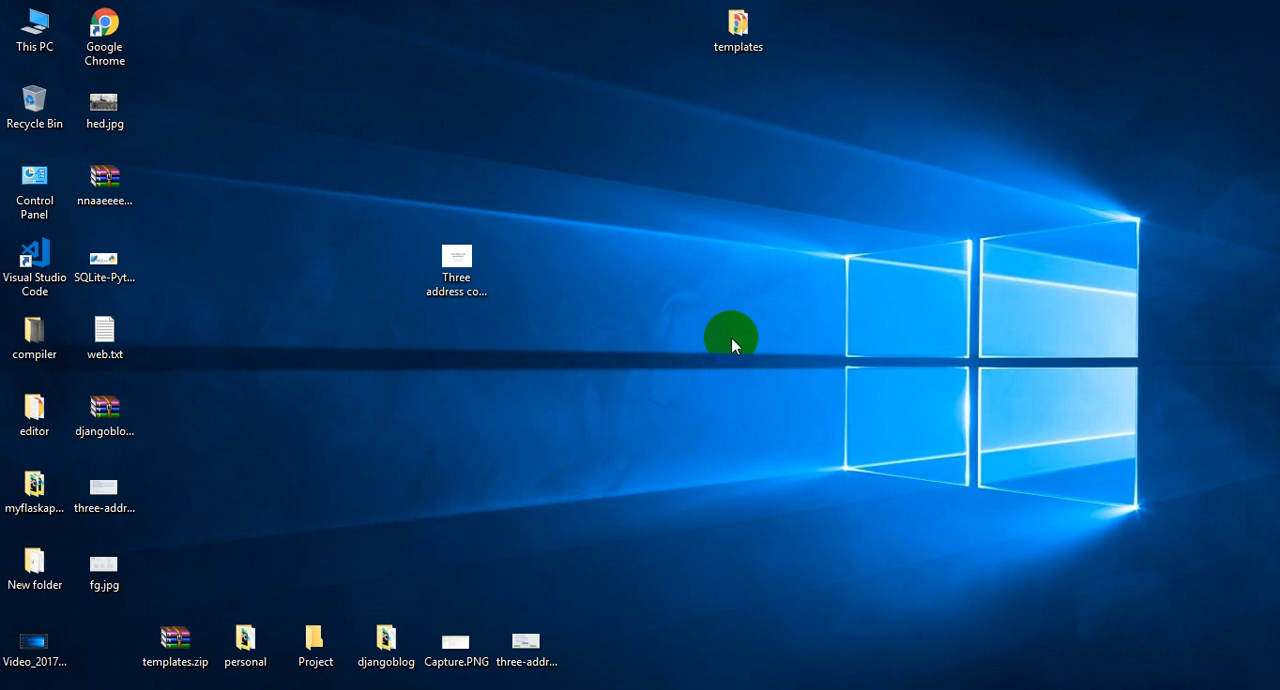 This PC
Google
Chrome
templates
Recycle Bin
hed.jpg
Control
Panel
nnaaeeee...
Visual Studio
Code
SQLite-Pyt...
Three
address co...
compiler
web.txt
editor
djangoblo...
myflaskap...
three-addr...
New folder
fg.jpg
Video_2017...
templates.zip
personal
Project
djangoblog
Capture.PNG
three-addr...